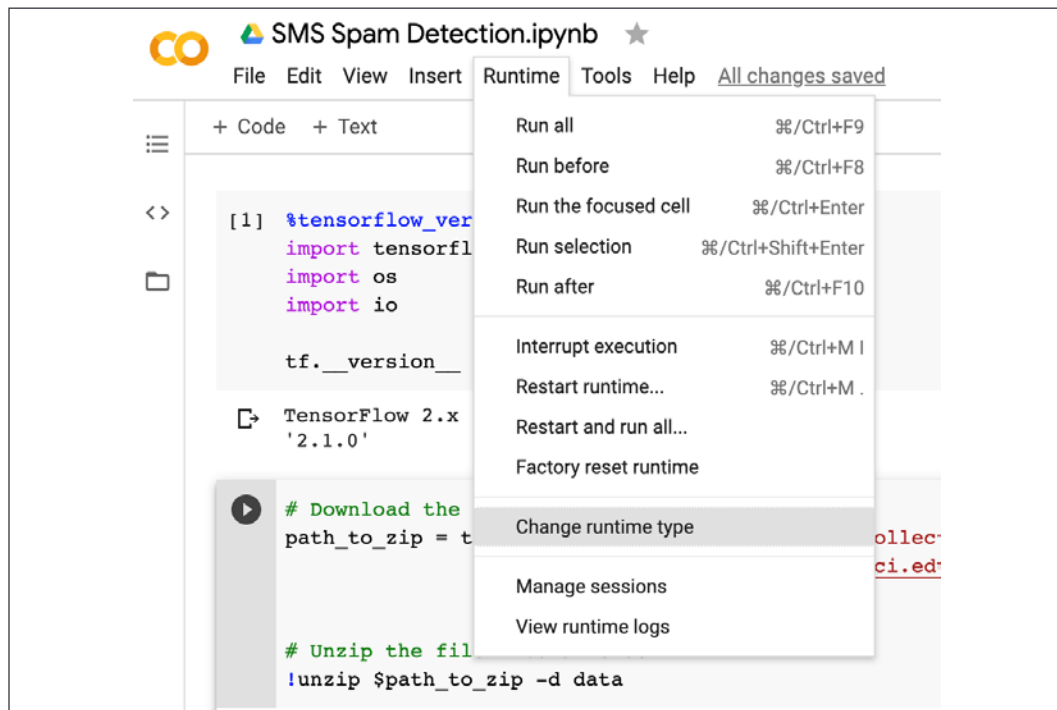 SMS Spam Detection.ipynb
File Edit View Insert Runtime Tools Help All changes saved
+ Code + Text
Run all ⌘/Ctrl+F9
Run before ⌘/Ctrl+F8
Run the focused cell ⌘/Ctrl+Enter
Run selection ⌘/Ctrl+Shift+Enter
Run after ⌘/Ctrl+F10
Interrupt execution ⌘/Ctrl+M I
Restart runtime... ⌘/Ctrl+M .
Restart and run all...
Factory reset runtime
Change runtime type
Manage sessions
View runtime logs
[1] %tensorflow_ver
import tensorfl
import os
import io
tf.__version__
TensorFlow 2.x
'2.1.0'
# Download the
path_to_zip = t ollec
ci.ed
# Unzip the fil
!unzip $path_to_zip -d data